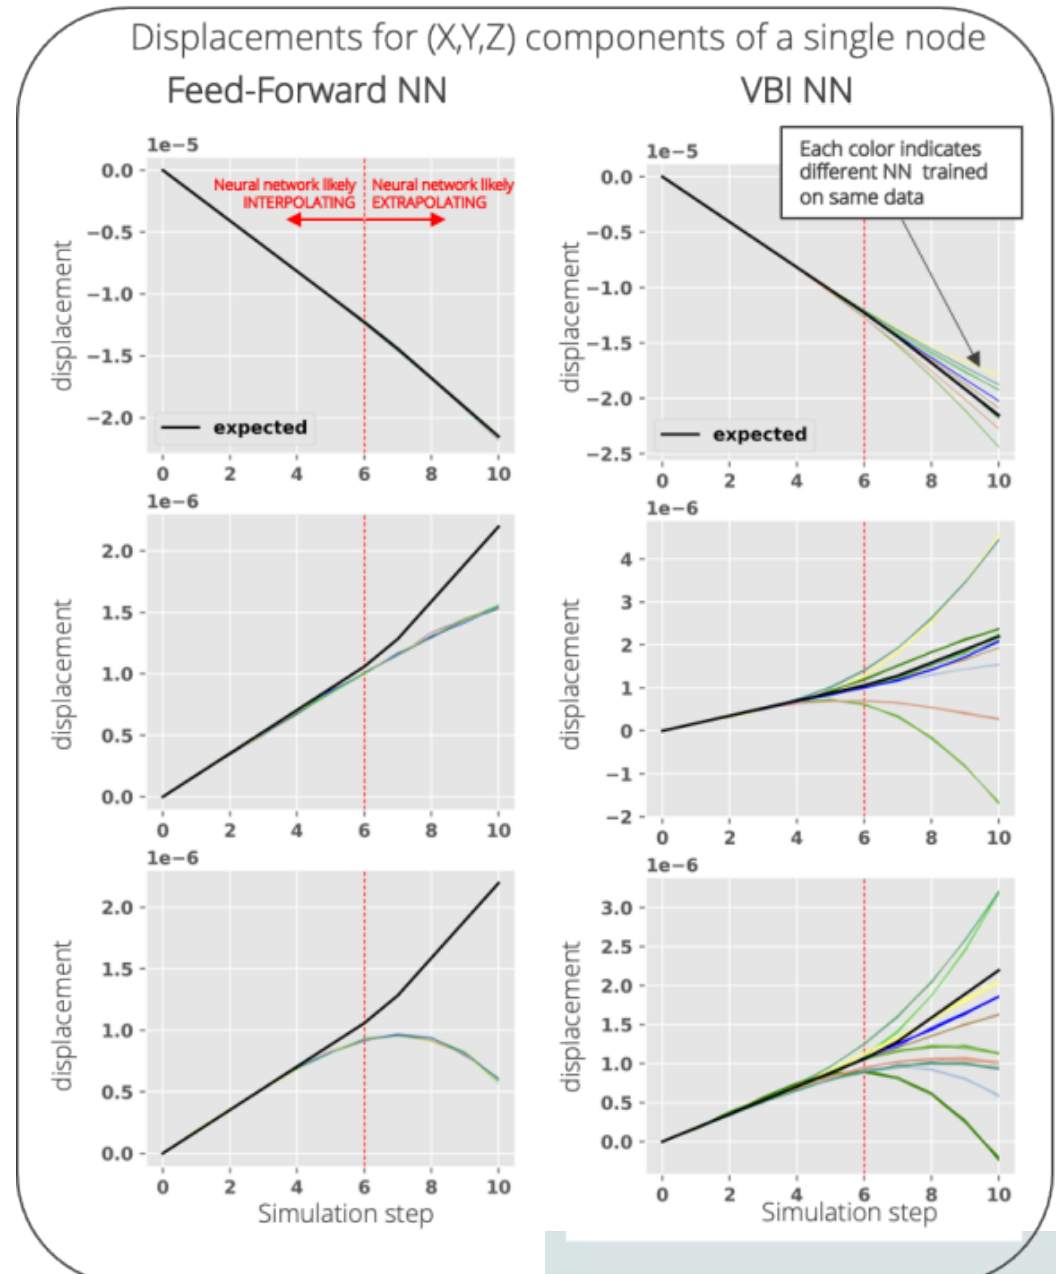 Displacements for (X,Y,Z) components of a single node
Feed-Forward NN
VBI NN
1e−5
0.0
−0.5
−1.0
−1.5
−2.0
displacement
Neural network likely
INTERPOLATING
Neural network likely
EXTRAPOLATING
expected
0 2 4 6 8 10
1e−5
Each color indicates
different NN trained
on same data
0.0
−0.5
−1.0
−1.5
−2.0
−2.5
displacement
expected
0 2 4 6 8 10
1e−6
2.0
1.5
1.0
0.5
0.0
displacement
0 2 4 6 8 10
1e−6
4
3
2
1
0
−1
−2
displacement
0 2 4 6 8 10
1e−6
2.0
1.5
1.0
0.5
0.0
displacement
0 2 4 6 8 10
Simulation step
1e−6
3.0
2.5
2.0
1.5
1.0
0.5
0.0
displacement
0 2 4 6 8 10
Simulation step